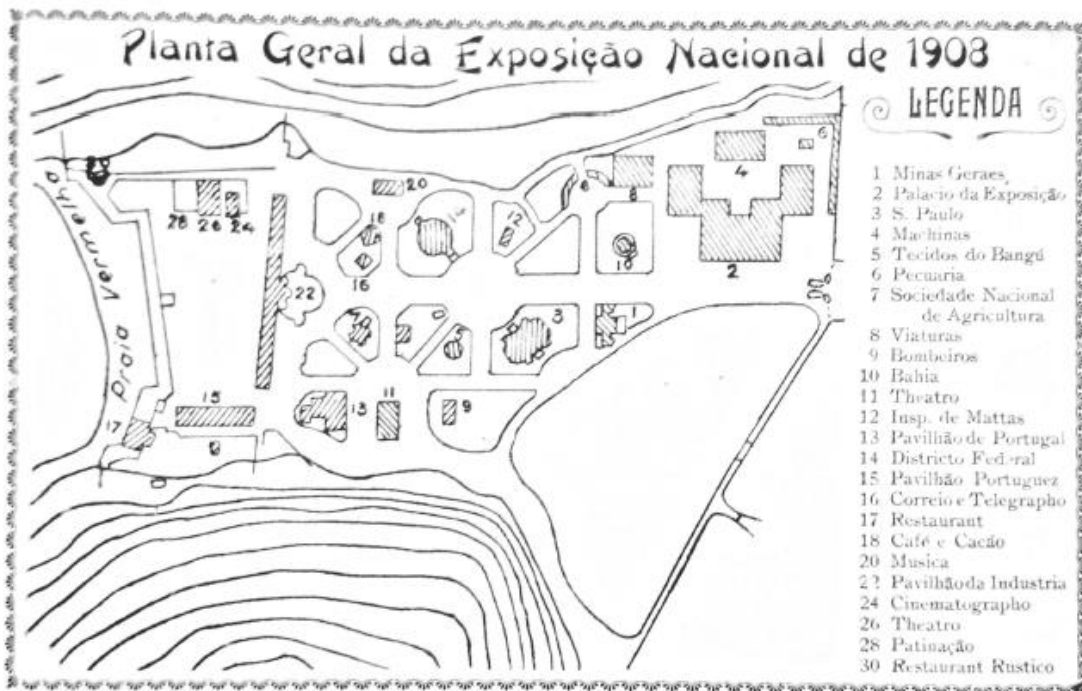 Planta Geral da Exposição Nacional de 1908
LEGENDA
1 Minas Geraes
2 Palacio da Exposição
3 S. Paulo
4 Machinas
5 Tecidos do Bangú
6 Pecuaria
7 Sociedade Nacional
de Agricultura
8 Viaturas
9 Bombeiros
10 Bahia
11 Theatro
12 Insp. de Mattas
13 Pavilhão de Portugal
14 Districto Federal
15 Pavilhão Portuguez
16 Correio e Telegrapho
17 Restaurant
18 Café e Cacão
20 Musica
22 Pavilhão da Industria
24 Cinematographo
26 Theatro
28 Patinação
30 Restaurant Rustico
Praia Vermelha
28
26
24
20
18
14
12
8
4
6
16
10
2
22
3
1
15
13
11
9
17